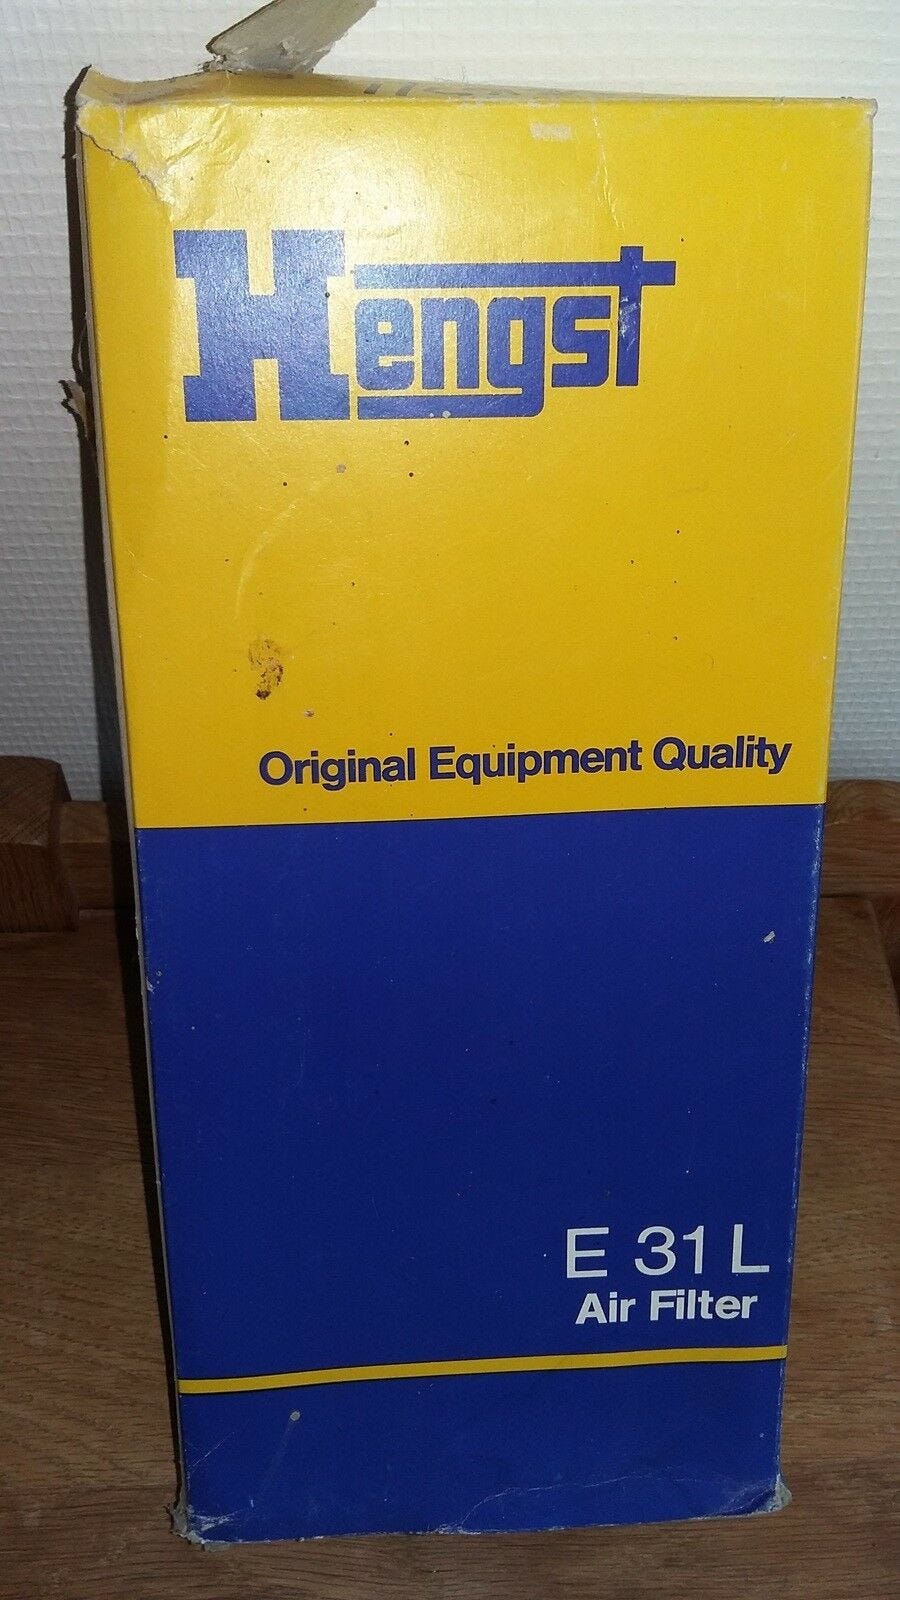 Hengst
Original Equipment Quality
E 31 L
Air Filter